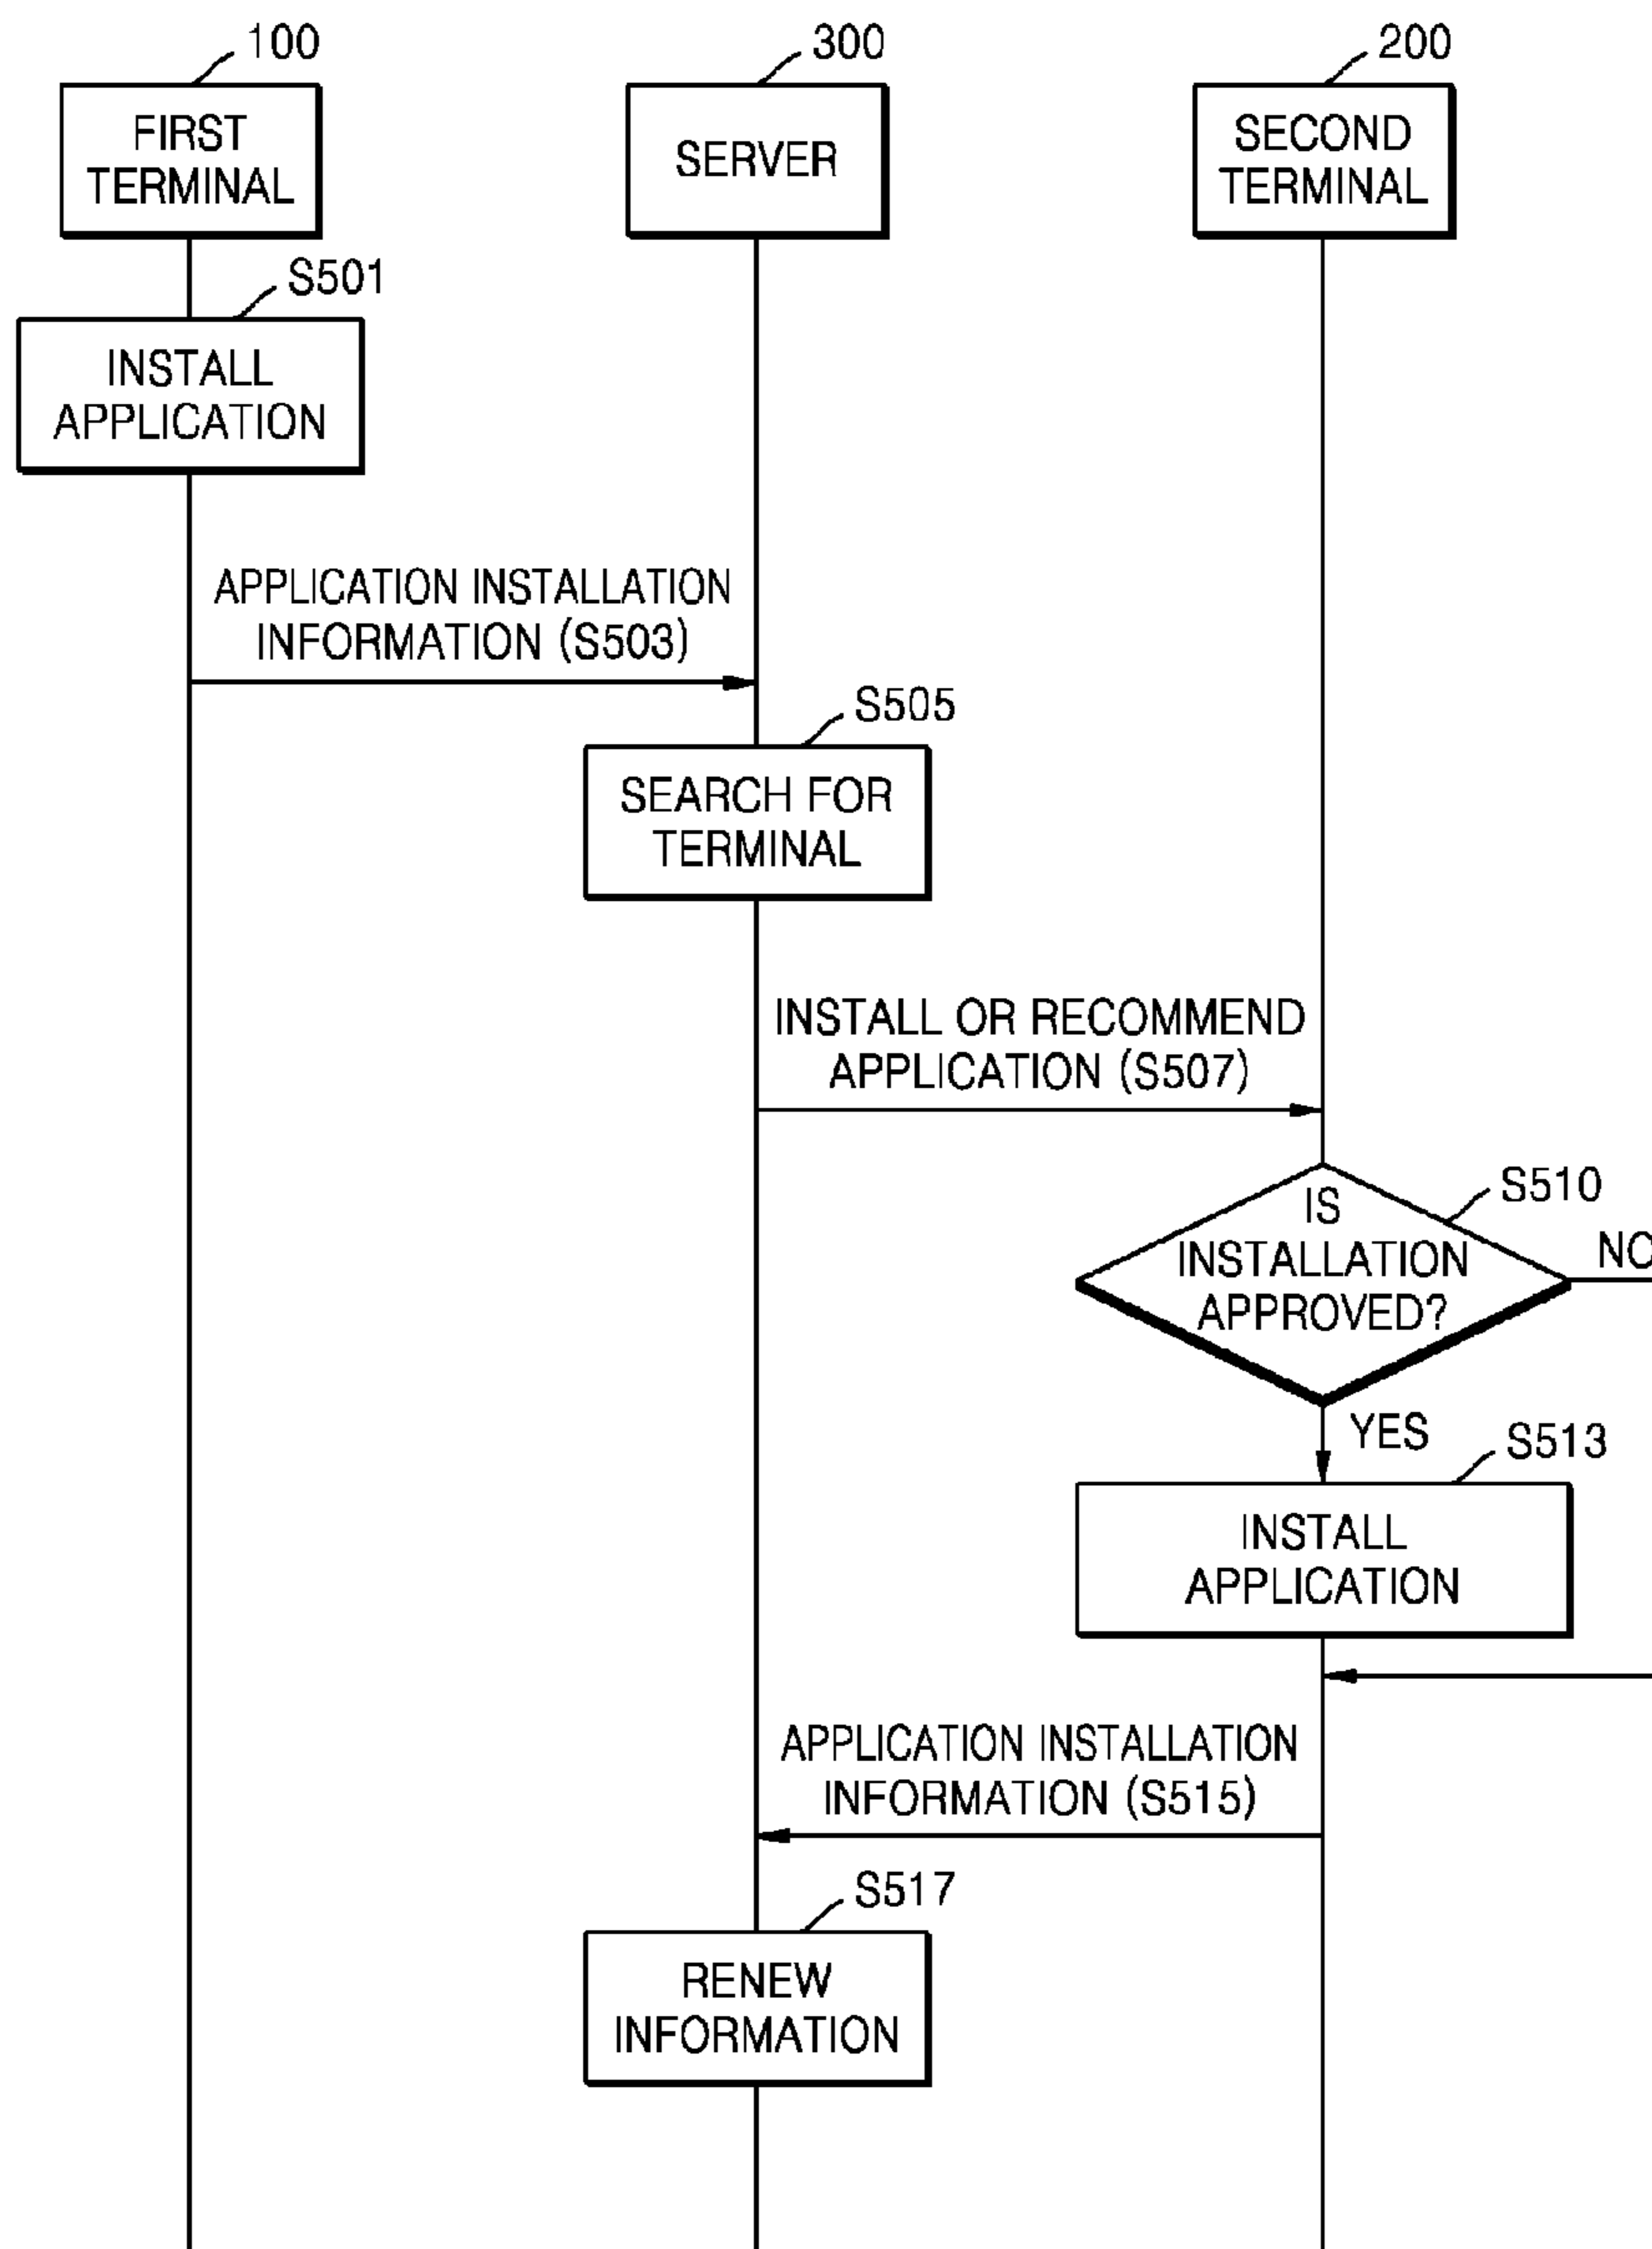 100
300
200
FIRST
TERMINAL
SERVER
SECOND
TERMINAL
S501
INSTALL
APPLICATION
APPLICATION INSTALLATION
INFORMATION (S503)
S505
SEARCH FOR
TERMINAL
INSTALL OR RECOMMEND
APPLICATION (S507)
S510
IS
INSTALLATION
APPROVED?
NO
YES
S513
INSTALL
APPLICATION
APPLICATION INSTALLATION
INFORMATION (S515)
S517
RENEW
INFORMATION